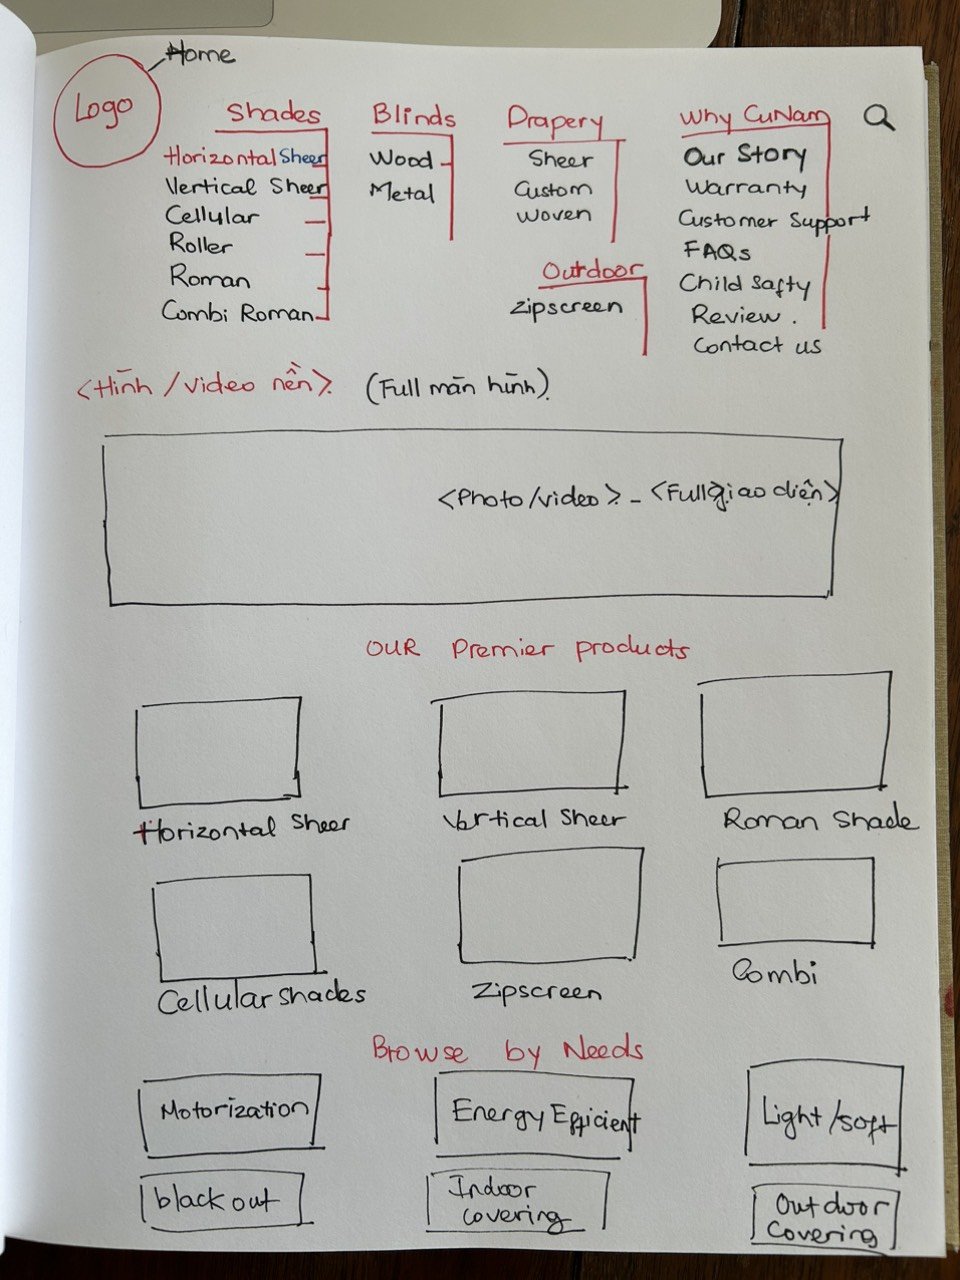 Home
Logo
Shades
Horizontal Sheer
Vertical Sheer
Cellular
Roller
Roman
Combi Roman
Blinds
Wood
Metal
Drapery
Sheer
Custom
Woven
Outdoor
Zipscreen
Why CuNam
Our Story
Warranty
Customer Support
FAQs
Child Safty
Review .
Contact us
<Hình / video nền> (Full màn hình)
<Photo/video> - <Full giao diện>
OUR Premier products
Horizontal Sheer
Vertical Sheer
Roman Shade
Cellular shades
Zipscreen
Combi
Browse by Needs
Motorization
Energy Efficient
Light/soft
black out
Indoor
covering
Outdoor
Covering